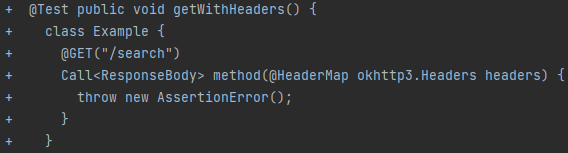 +  @Test public void getWithHeaders() {
+    class Example {
+      @GET("/search")
+      Call<ResponseBody> method(@HeaderMap okhttp3.Headers headers) {
+        throw new AssertionError();
+      }
+    }